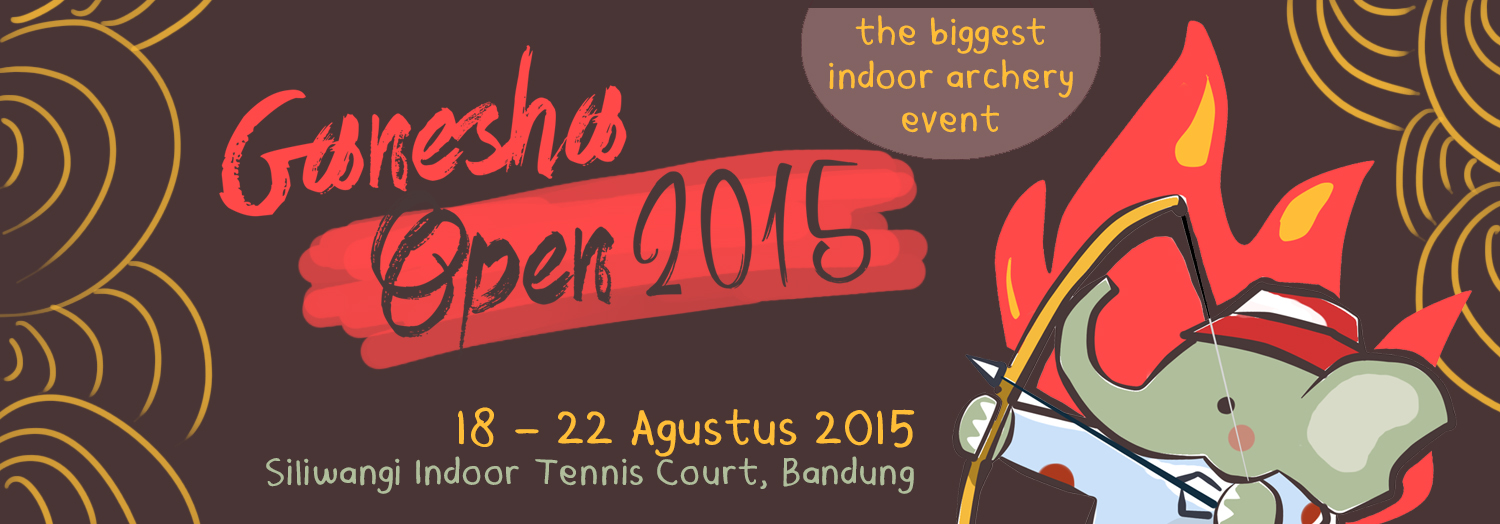 Ganesha
Open 2015
the biggest
indoor archery
event
18 - 22 Agustus 2015
Siliwangi Indoor Tennis Court, Bandung